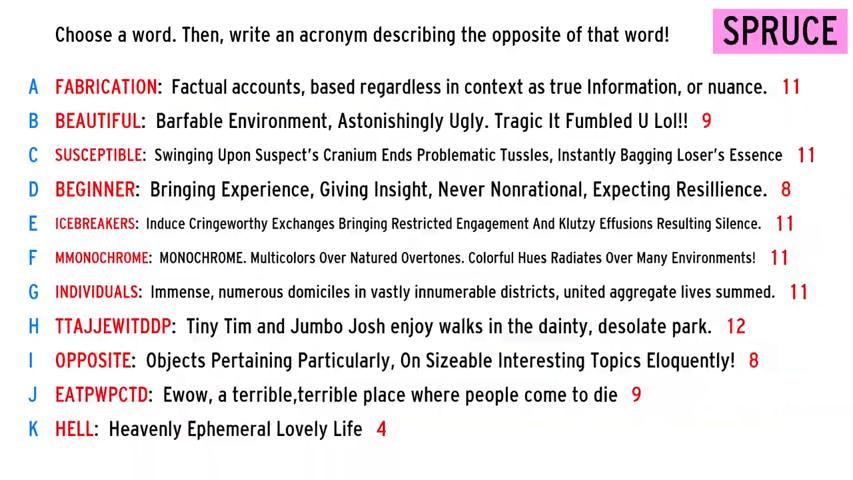 Choose a word. Then, write an acronym describing the opposite of that word!
SPRUCE
A FABRICATION: Factual accounts, based regardless in context as true Information, or nuance. 11
B BEAUTIFUL: Barfable Environment, Astonishingly Ugly. Tragic It Fumbled U Lol!! 9
C SUSCEPTIBLE: Swinging Upon Suspect's Cranium Ends Problematic Tussles, Instantly Bagging Loser's Essence 11
D BEGINNER: Bringing Experience, Giving Insight, Never Nonrational, Expecting Resillience. 8
E ICEBREAKERS: Induce Cringeworthy Exchanges Bringing Restricted Engagement And Klutzy Effusions Resulting Silence. 11
F MMONOCHROME: MONOCHROME. Multicolors Over Natured Overtones. Colorful Hues Radiates Over Many Environments! 11
G INDIVIDUALS: Immense, numerous domiciles in vastly innumerable districts, united aggregate lives summed. 11
H TTAJJEWITDDP: Tiny Tim and Jumbo Josh enjoy walks in the dainty, desolate park. 12
I OPPOSITE: Objects Pertaining Particularly, On Sizeable Interesting Topics Eloquently! 8
J EATPWPCTD: Ewow, a terrible,terrible place where people come to die 9
K HELL: Heavenly Ephemeral Lovely Life 4